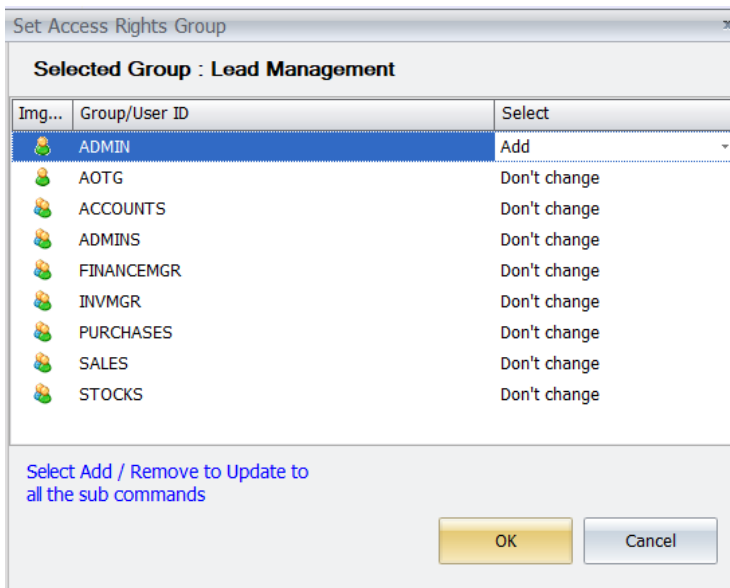 Set Access Rights Group
Selected Group : Lead Management
Img... Group/User ID Select
ADMIN Add
AOTG Don't change
ACCOUNTS Don't change
ADMINS Don't change
FINANCEMGR Don't change
INVMGR Don't change
PURCHASES Don't change
SALES Don't change
STOCKS Don't change
Select Add / Remove to Update to
all the sub commands
OK Cancel